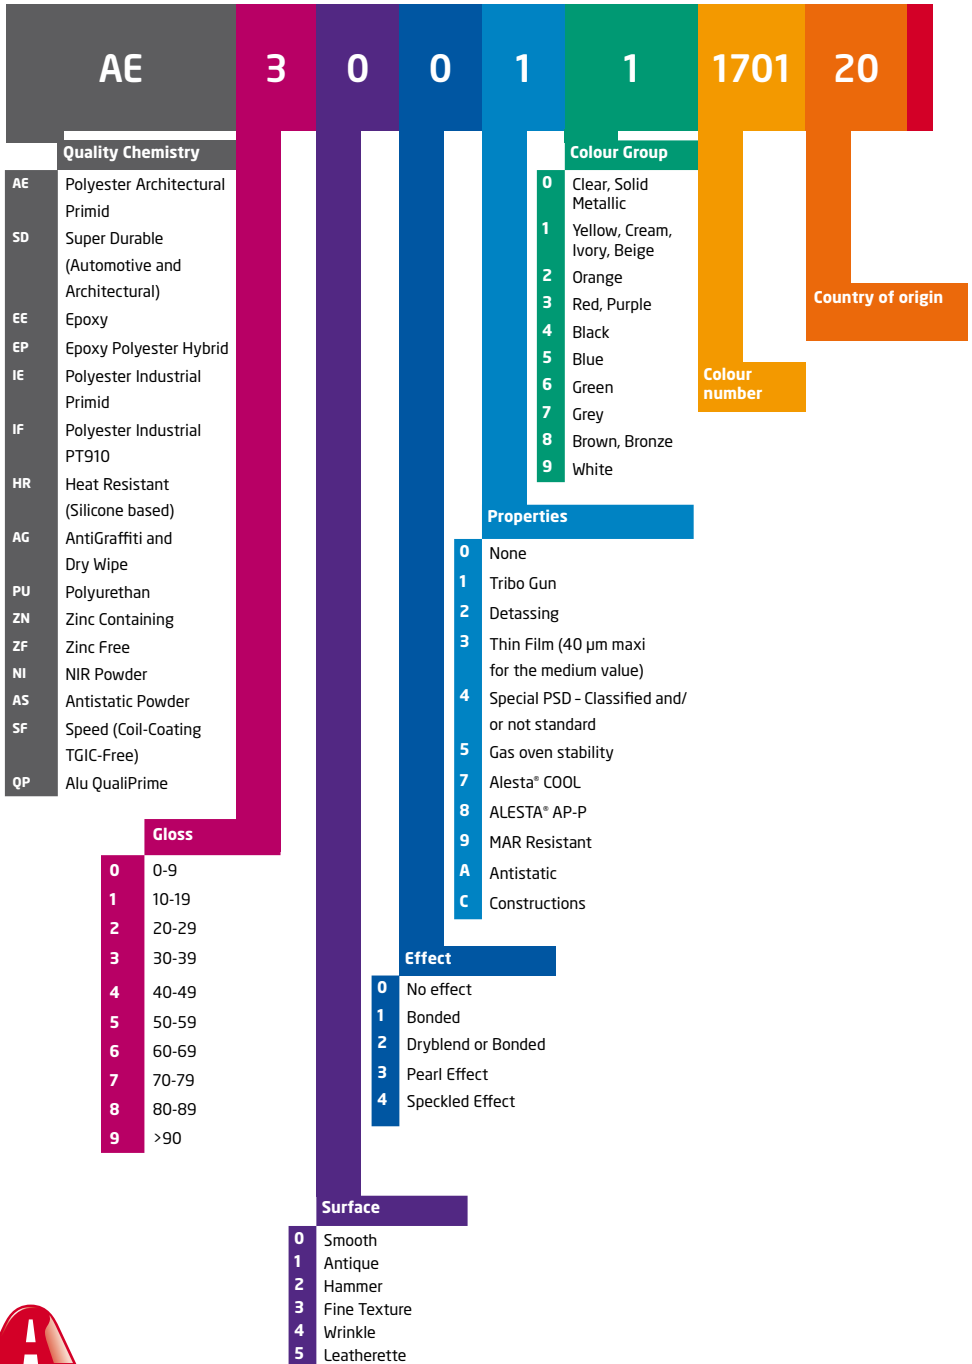 AE 3 0 0 1 1 1701 20
Quality Chemistry
AE Polyester Architectural
Primid
SD Super Durable
(Automotive and
Architectural)
EE Epoxy
EP Epoxy Polyester Hybrid
IE Polyester Industrial
Primid
IF Polyester Industrial
PT910
HR Heat Resistant
(Silicone based)
AG AntiGraffiti and
Dry Wipe
PU Polyurethan
ZN Zinc Containing
ZF Zinc Free
NI NIR Powder
AS Antistatic Powder
SF Speed (Coil-Coating
TGIC-Free)
QP Alu QualiPrime
Gloss
0 0-9
1 10-19
2 20-29
3 30-39
4 40-49
5 50-59
6 60-69
7 70-79
8 80-89
9 >90
Surface
0 Smooth
1 Antique
2 Hammer
3 Fine Texture
4 Wrinkle
5 Leatherette
Effect
0 No effect
1 Bonded
2 Dryblend or Bonded
3 Pearl Effect
4 Speckled Effect
Properties
0 None
1 Tribo Gun
2 Detassing
3 Thin Film (40 µm maxi
for the medium value)
4 Special PSD – Classified and/
or not standard
5 Gas oven stability
7 Alesta® COOL
8 ALESTA® AP-P
9 MAR Resistant
A Antistatic
C Constructions
Colour Group
0 Clear, Solid
Metallic
1 Yellow, Cream,
Ivory, Beige
2 Orange
3 Red, Purple
4 Black
5 Blue
6 Green
7 Grey
8 Brown, Bronze
9 White
Colour
number
Country of origin